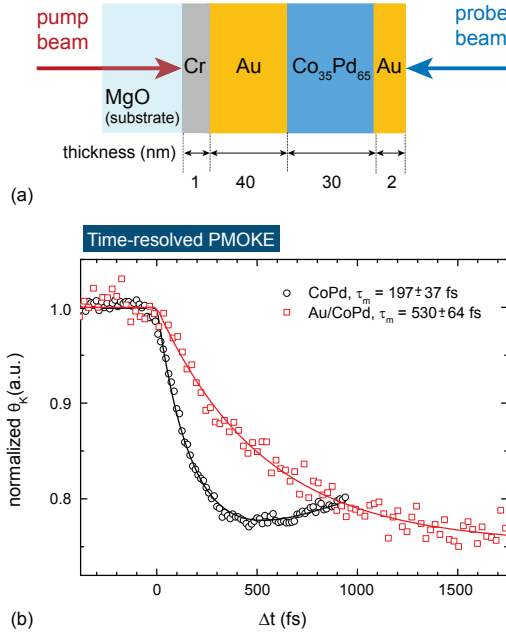 pump
beam
probe
beam
Cr
Au
Co₃₅Pd₆₅
Au
MgO
(substrate)
thickness (nm)
1
40
30
2
(a)
Time-resolved PMOKE
CoPd, τₘ = 197±37 fs
Au/CoPd, τₘ = 530±64 fs
1.0
0.9
0.8
normalized θ_K(a.u.)
0
500
1000
1500
(b)
Δt (fs)